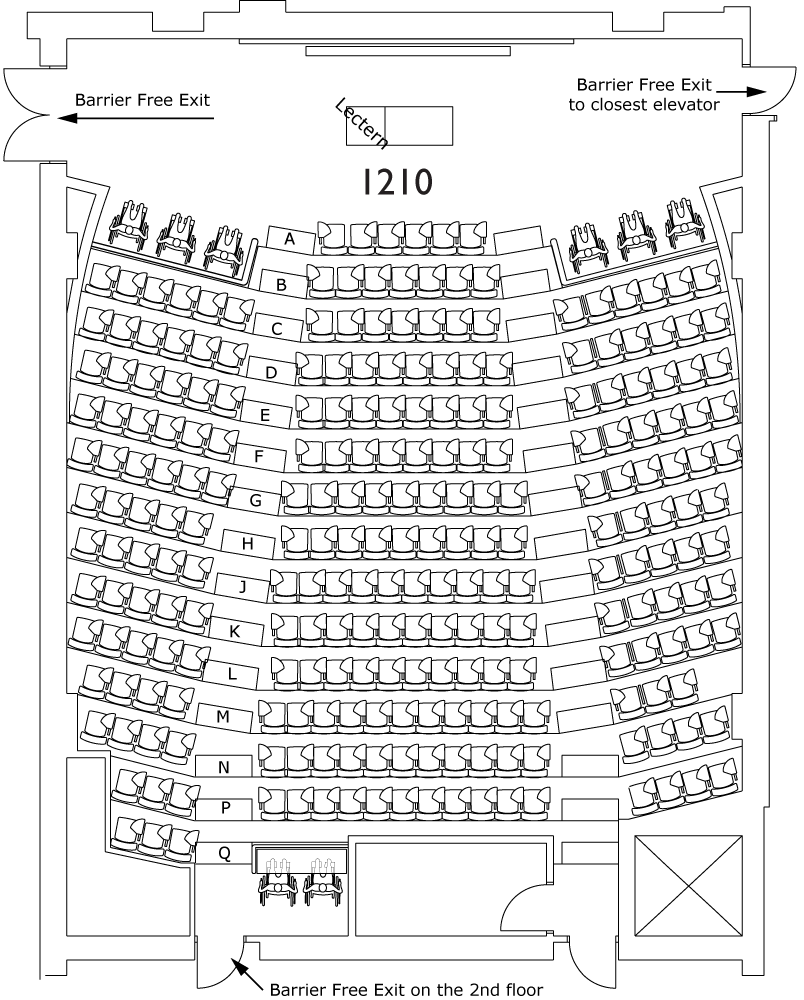 Barrier Free Exit
Barrier Free Exit
to closest elevator
Lectern
1210
A
B
C
D
E
F
G
H
J
K
L
M
N
P
Q
Barrier Free Exit on the 2nd floor